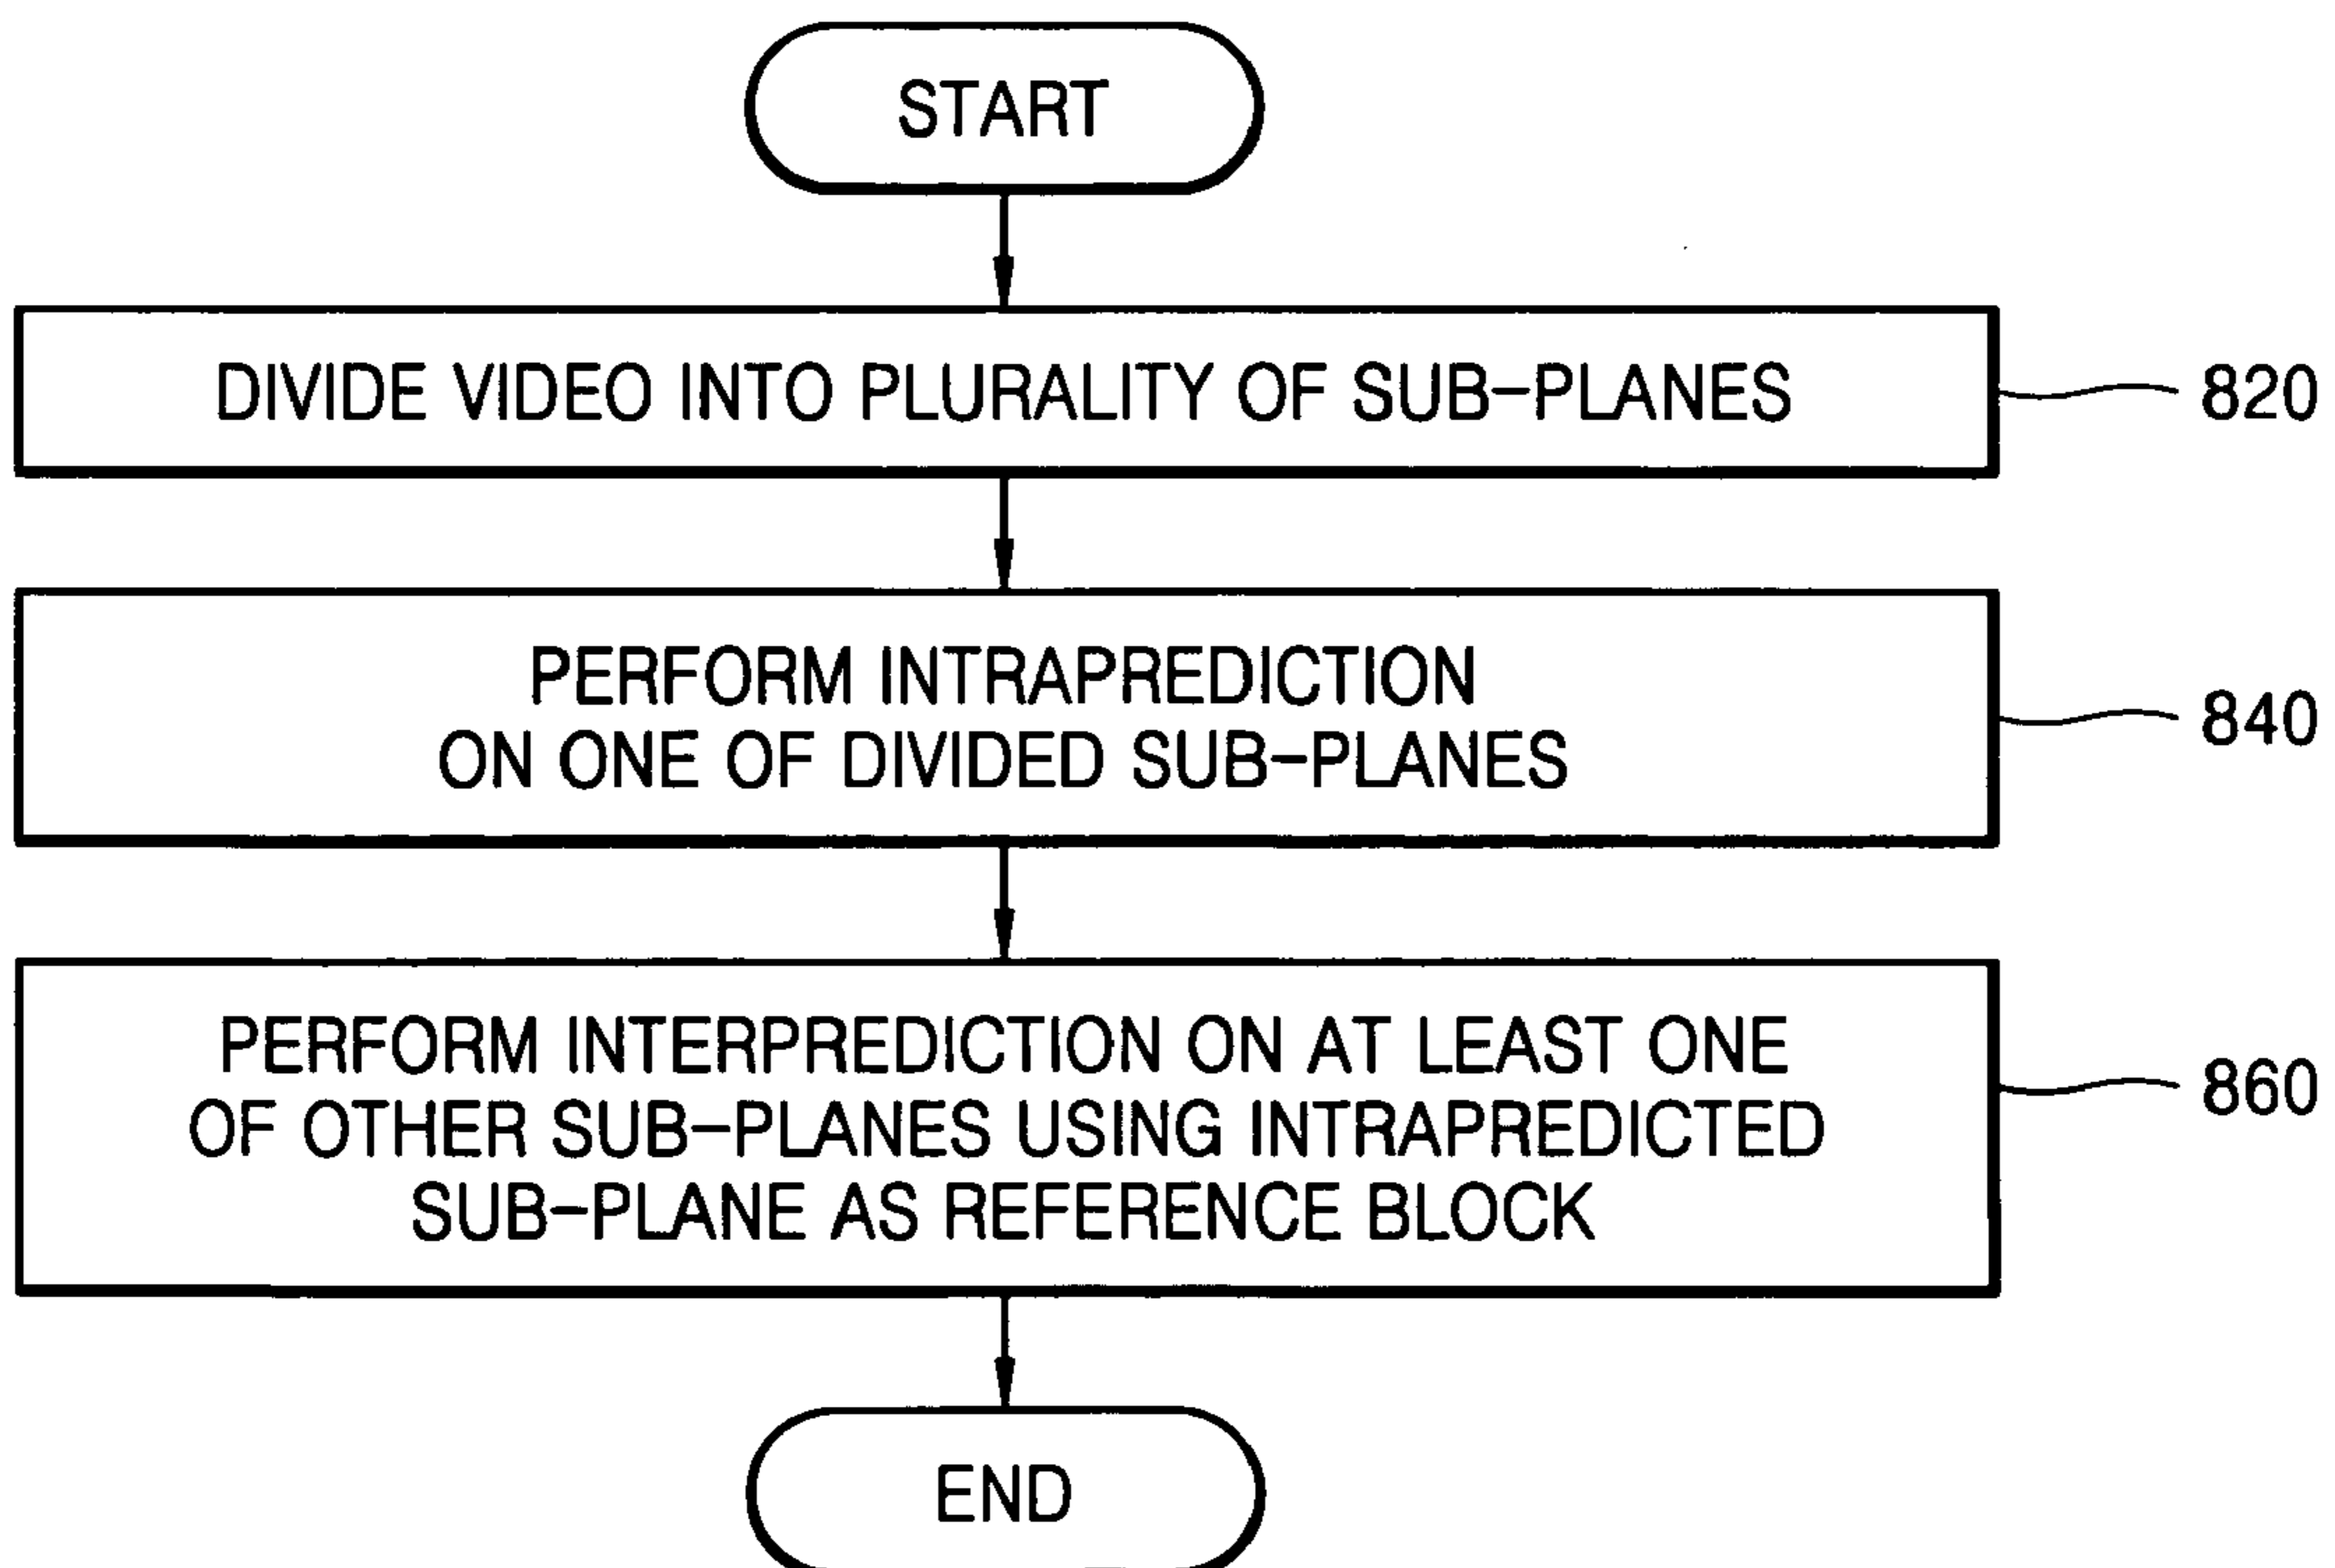 START
DIVIDE VIDEO INTO PLURALITY OF SUB-PLANES
820
PERFORM INTRAPREDICTION
ON ONE OF DIVIDED SUB-PLANES
840
PERFORM INTERPREDICTION ON AT LEAST ONE
OF OTHER SUB-PLANES USING INTRAPREDICTED
SUB-PLANE AS REFERENCE BLOCK
860
END